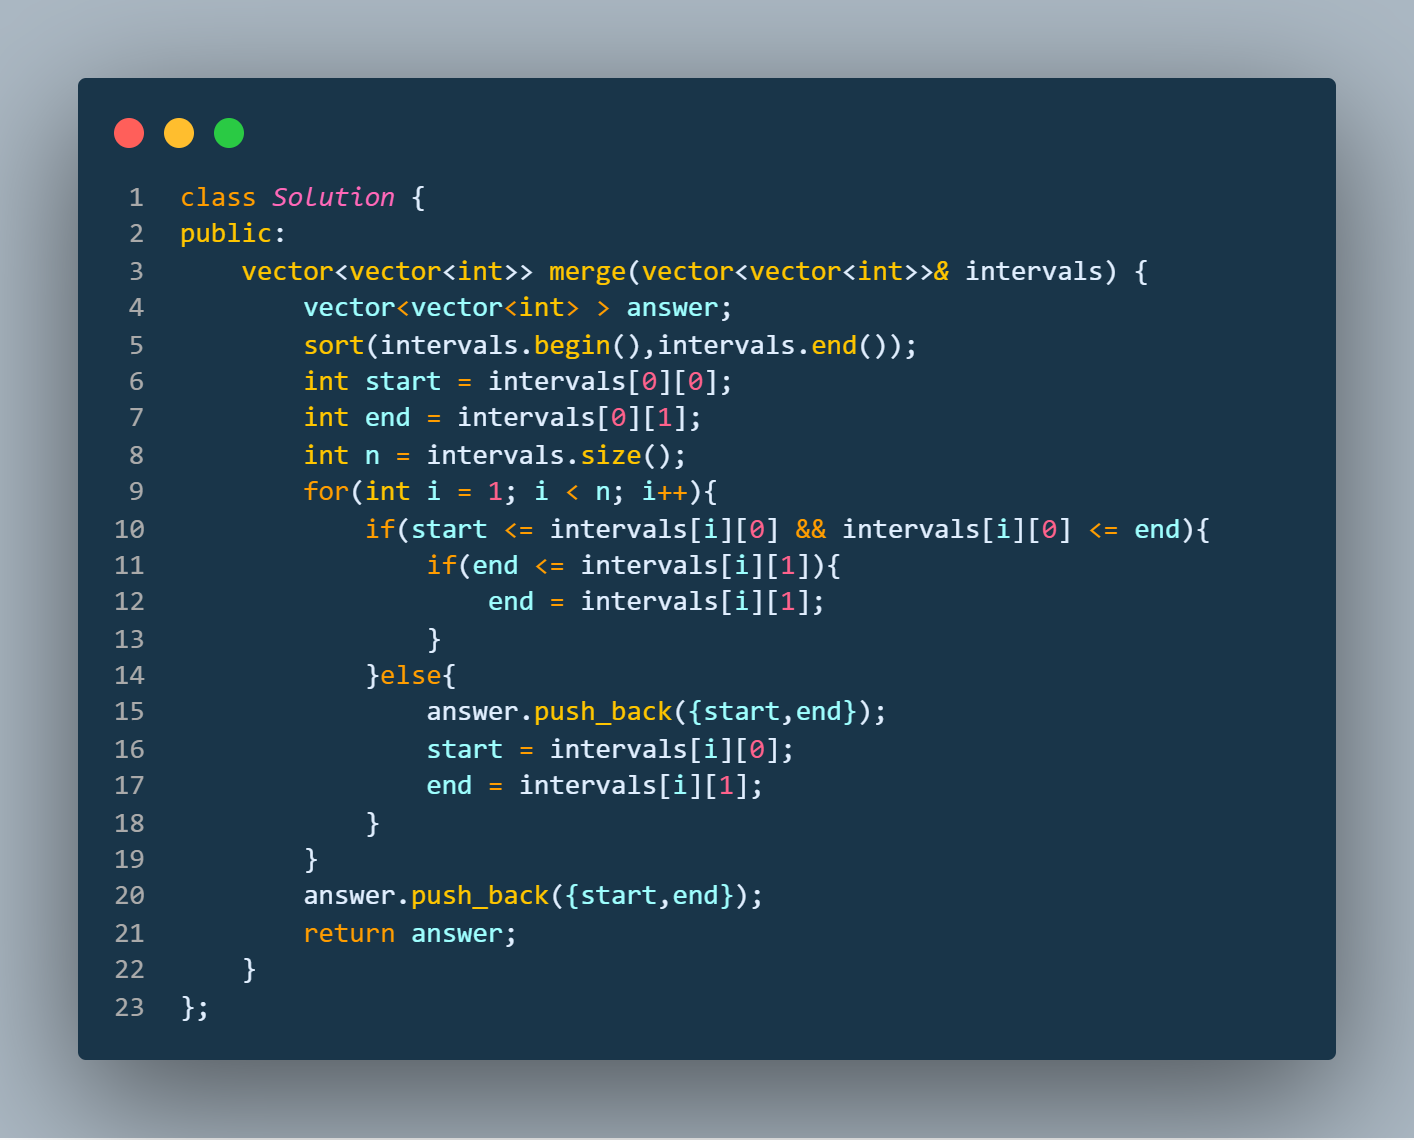 1 class Solution {
2 public:
3     vector<vector<int>> merge(vector<vector<int>>& intervals) {
4         vector<vector<int> > answer;
5         sort(intervals.begin(),intervals.end());
6         int start = intervals[0][0];
7         int end = intervals[0][1];
8         int n = intervals.size();
9         for(int i = 1; i < n; i++){
10             if(start <= intervals[i][0] && intervals[i][0] <= end){
11                 if(end <= intervals[i][1]){
12                     end = intervals[i][1];
13                 }
14             }else{
15                 answer.push_back({start,end});
16                 start = intervals[i][0];
17                 end = intervals[i][1];
18             }
19         }
20         answer.push_back({start,end});
21         return answer;
22     }
23 };